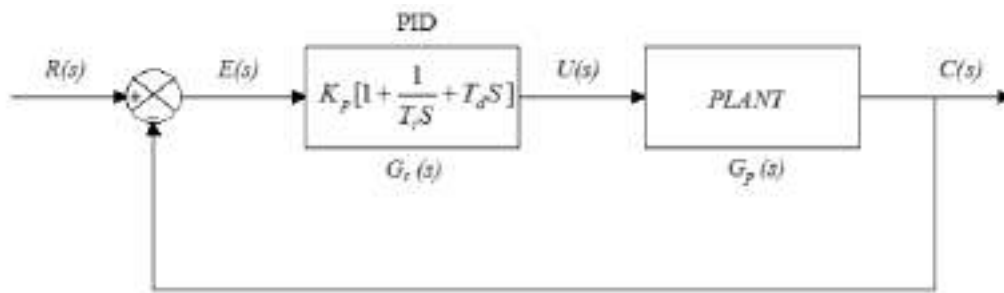 PID
R(s)
+
−
E(s)
K_p[1 + 1/(T_i S) + T_d S]
G_c(s)
U(s)
PLANT
G_p(s)
C(s)